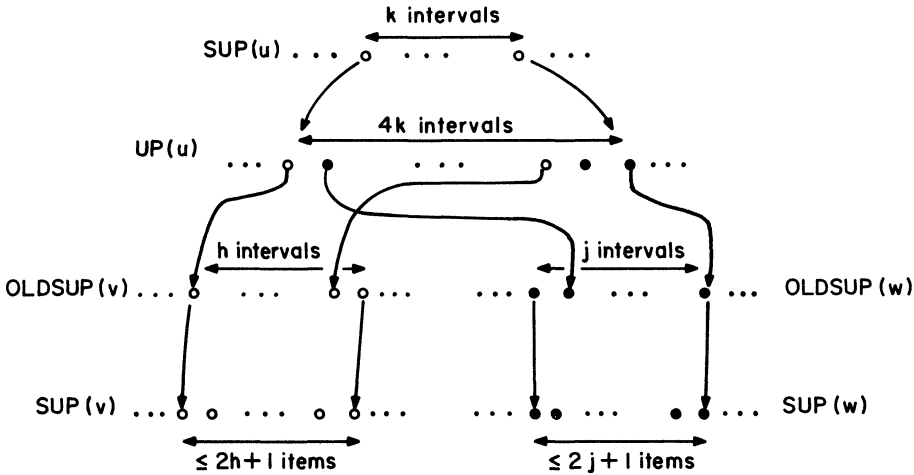 k intervals
SUP(u) ... ... ...
4k intervals
UP(u)
... ... ...
h intervals j intervals
OLDSUP(v) ... ... ... ... ... ... OLDSUP(w)
SUP(v) ... ... ... ... ... ... SUP(w)
≤ 2h+1 items ≤ 2j+1 items